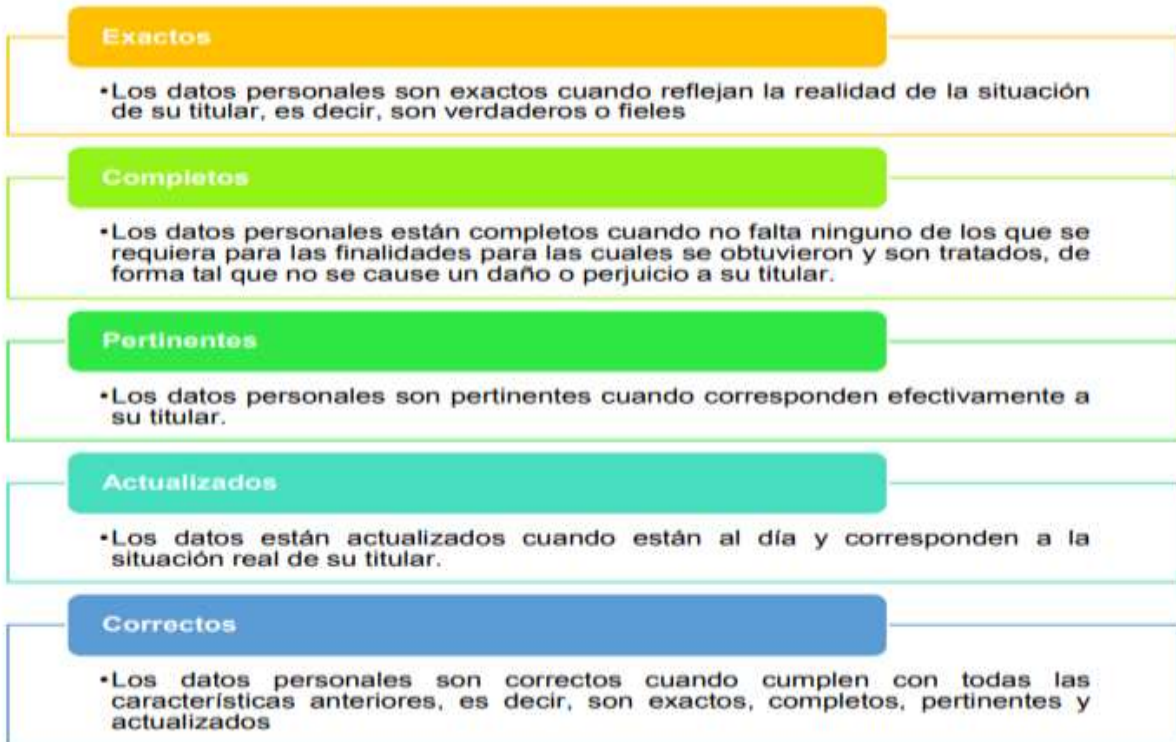 Exactos
•Los datos personales son exactos cuando reflejan la realidad de la situación
de su titular, es decir, son verdaderos o fieles
Completos
•Los datos personales están completos cuando no falta ninguno de los que se
requiera para las finalidades para las cuales se obtuvieron y son tratados, de
forma tal que no se cause un daño o perjuicio a su titular.
Pertinentes
•Los datos personales son pertinentes cuando corresponden efectivamente a
su titular.
Actualizados
•Los datos están actualizados cuando están al día y corresponden a la
situación real de su titular.
Correctos
•Los datos personales son correctos cuando cumplen con todas las
características anteriores, es decir, son exactos, completos, pertinentes y
actualizados